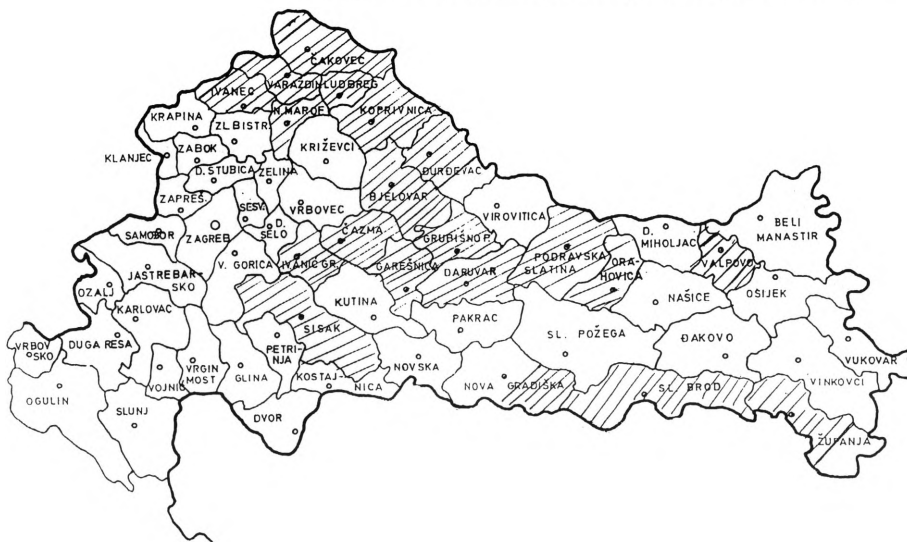 ČAKOVEC
VARAŽDIN
LUDBREG
IVANEC
N.MAROF
KOPRIVNICA
KRAPINA
ZL.BISTR.
KRIŽEVCI
ZABOK
KLANJEC
D.STUBICA
ZELINA
ĐURĐEVAC
BJELOVAR
ZAPREŠ.
SESV.
VRBOVEC
VIROVITICA
BELI
MANASTIR
D.
SELO
SAMOBOR
ZAGREB
ČAZMA
GRUBIŠNO P.
D.
MIHOLJAC
V. GORICA
IVANIĆ GR.
GAREŠNICA
DARUVAR
PODRAVSKA
SLATINA
ORA-
HOVICA
VALPOVO
JASTREBAR-
SKO
OZALJ
KARLOVAC
KUTINA
NAŠICE
OSIJEK
SISAK
PAKRAC
SL. POŽEGA
ĐAKOVO
VRBOV
SKO
DUGA RESA
PETRI-
NJA
VUKOVAR
VOJNIĆ
VRGIN
MOST
GLINA
KOSTAJ-
NICA
NOVSKA
NOVA
GRADIŠKA
SL. BROD
VINKOVCI
OGULIN
SLUNJ
DVOR
ŽUPANJA